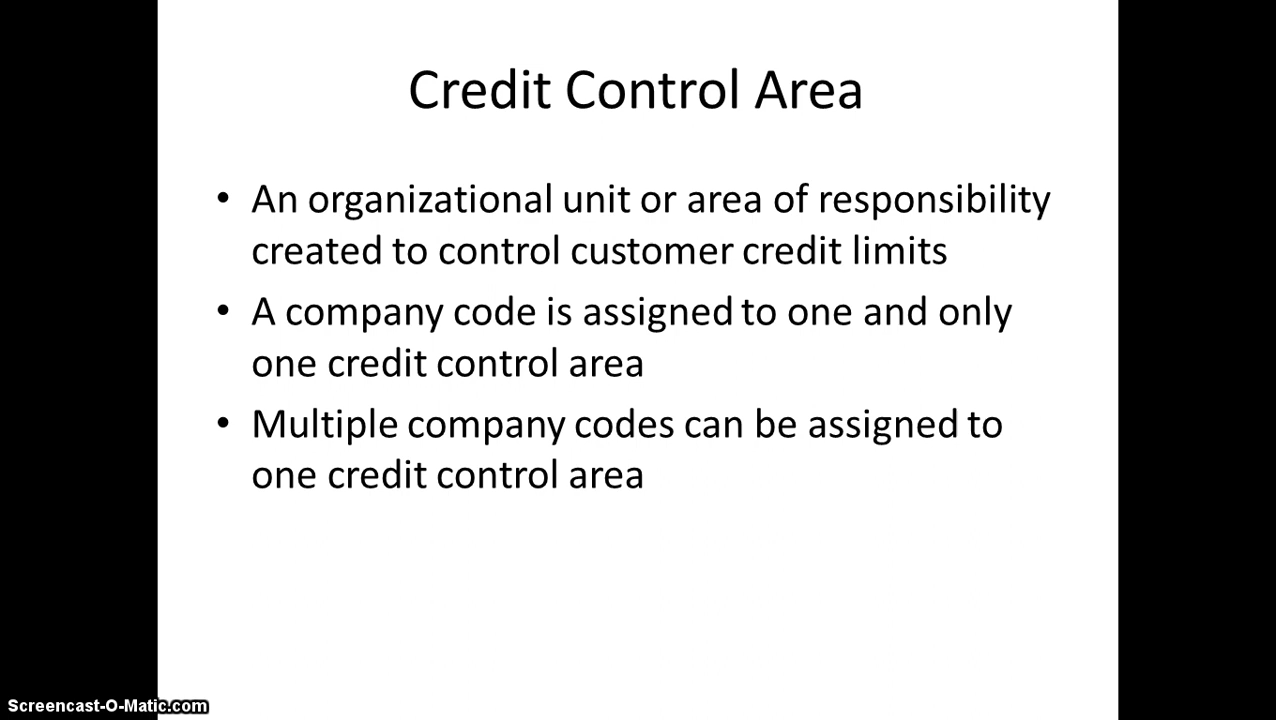 Credit Control Area
• An organizational unit or area of responsibility
created to control customer credit limits
• A company code is assigned to one and only
one credit control area
• Multiple company codes can be assigned to
one credit control area
Screencast-O-Matic.com